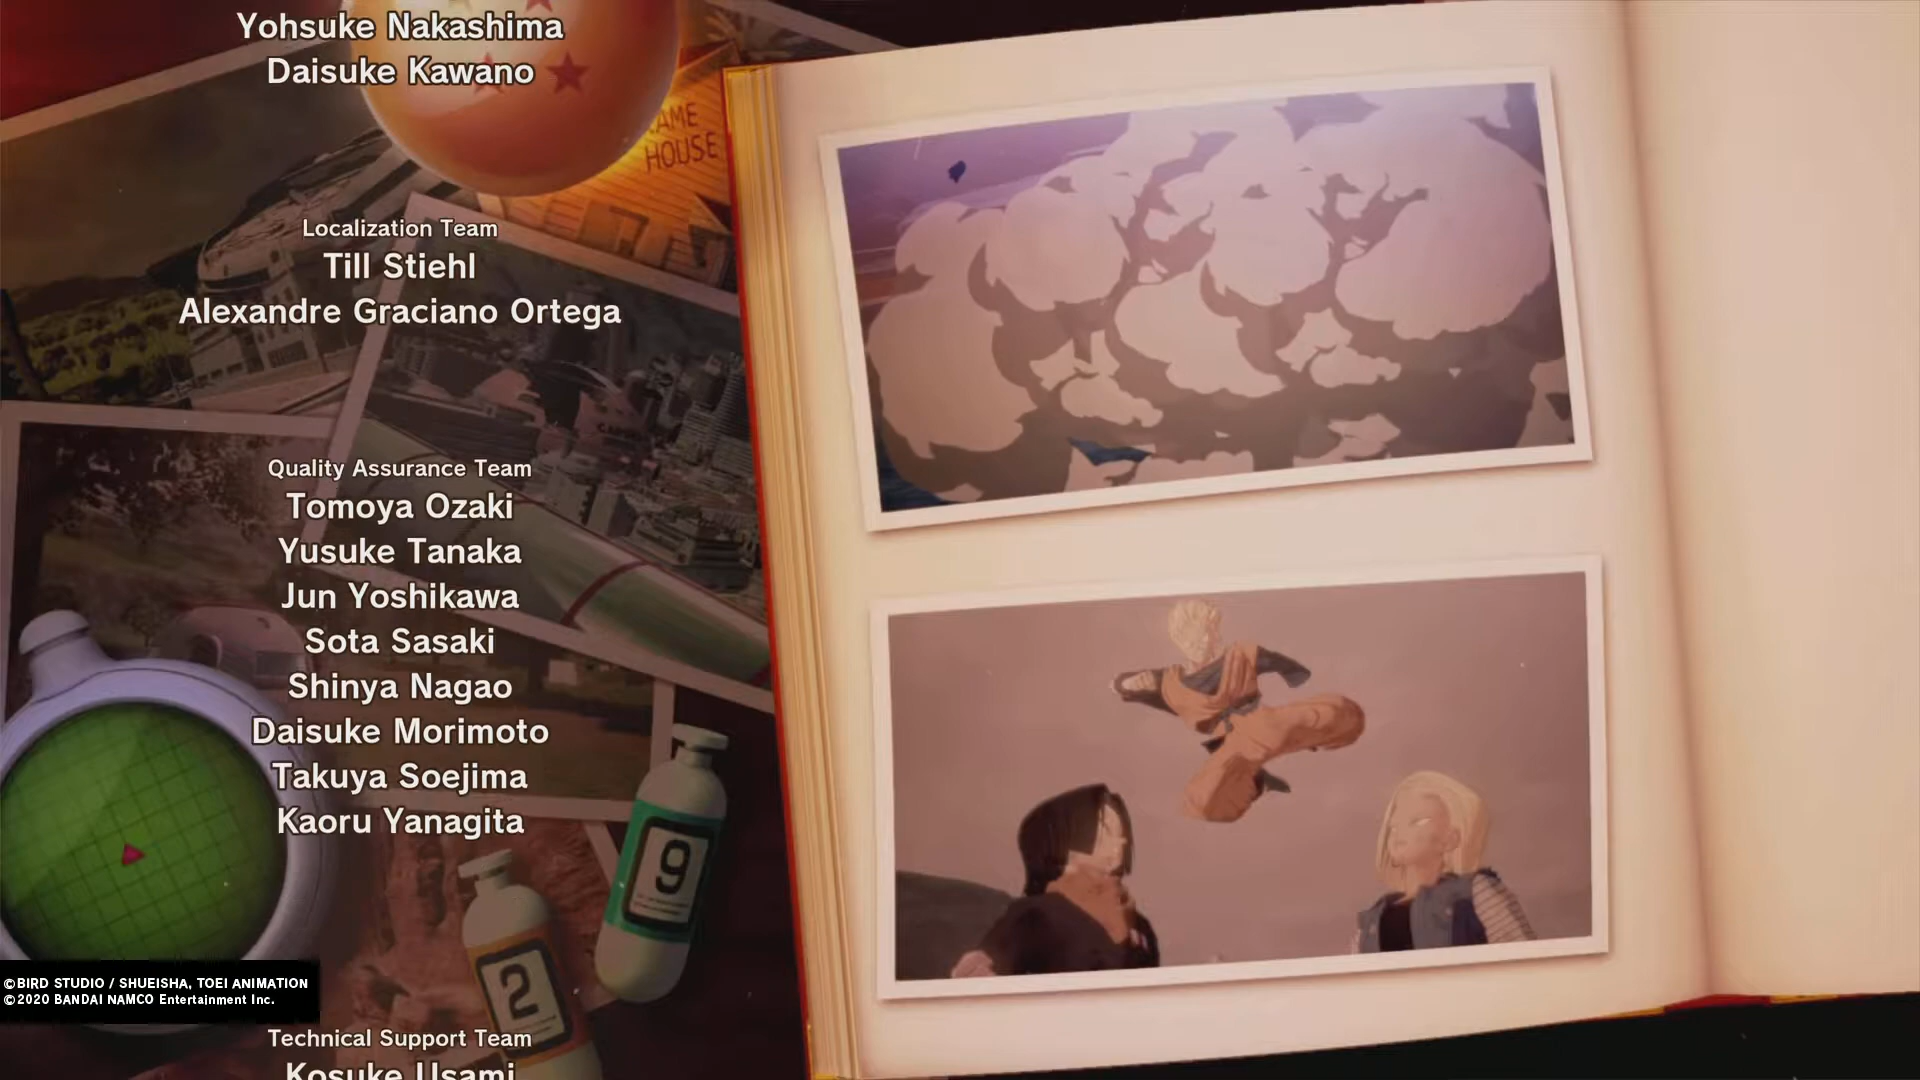 Yohsuke Nakashima
Daisuke Kawano
KAME
HOUSE
Localization Team
Till Stiehl
Alexandre Graciano Ortega
Quality Assurance Team
Tomoya Ozaki
Yusuke Tanaka
Jun Yoshikawa
Sota Sasaki
Shinya Nagao
Daisuke Morimoto
Takuya Soejima
Kaoru Yanagita
9
2
©BIRD STUDIO / SHUEISHA, TOEI ANIMATION
©2020 BANDAI NAMCO Entertainment Inc.
Technical Support Team
Kosuke Usami